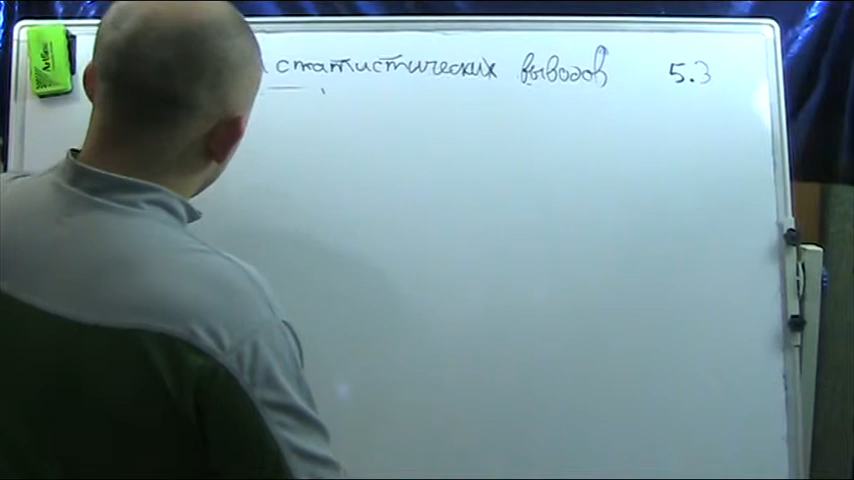 статистических выводов 5.3